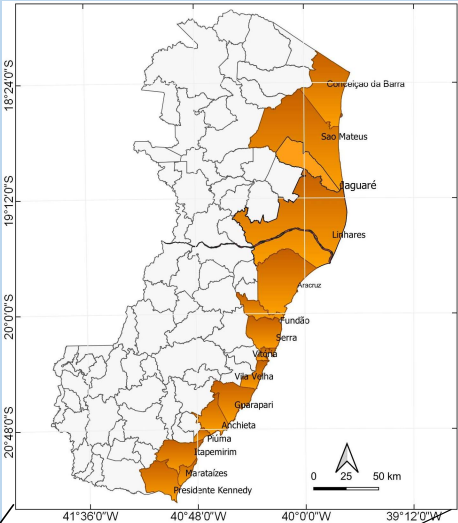 18°24'0"S
Conceiçao da Barra
Sao Mateus
Jaguaré
19°12'0"S
Linhares
Aracruz
20°0'0"S
Fundão
Serra
Vitória
Vila Velha
Gparapari
Anchieta
20°48'0"S
Piúma
Itapemirim
Marataízes
Presidente Kennedy
0 25 50 km
41°36'0"W 40°48'0"W 40°0'0"W 39°12'0"W